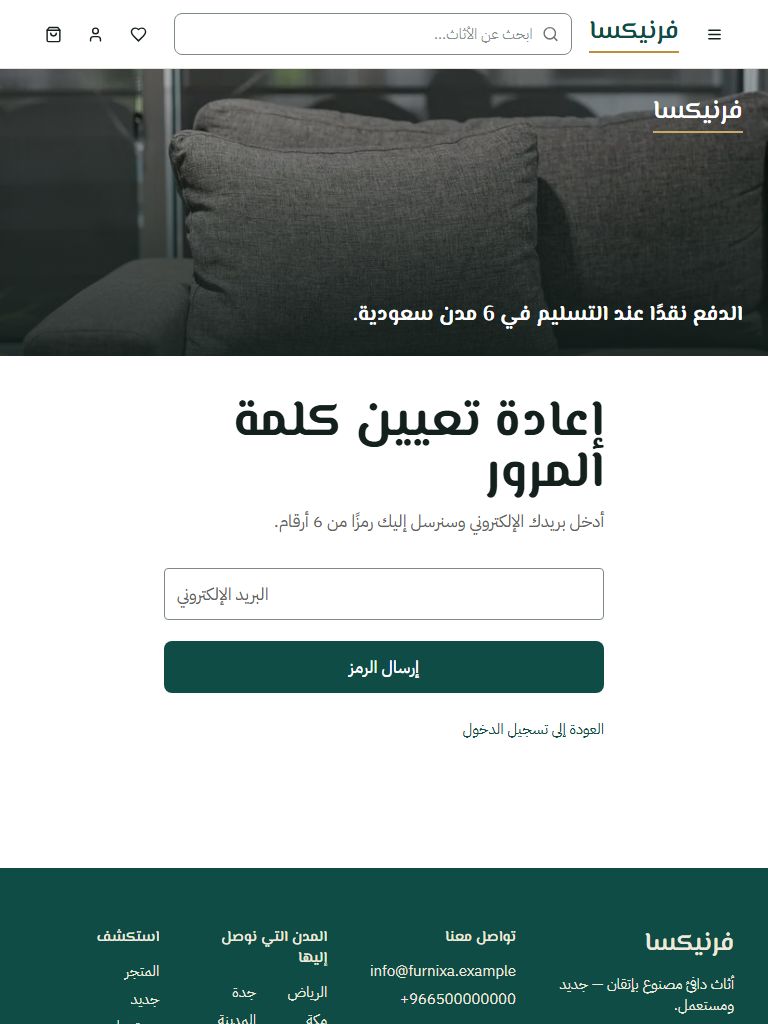 فرنيكسا
ابحث عن الأثاث...
فرنيكسا
الدفع نقدًا عند التسليم في 6 مدن سعودية.
إعادة تعيين كلمة
المرور
أدخل بريدك الإلكتروني وسنرسل إليك رمزًا من 6 أرقام.
البريد الإلكتروني
إرسال الرمز
العودة إلى تسجيل الدخول
فرنيكسا
أثاث دافئ مصنوع بإتقان — جديد
ومستعمل.
تواصل معنا
info@furnixa.example
+966500000000
المدن التي نوصل
إليها
الرياض
جدة
مكة
المدينة
استكشف
المتجر
جديد